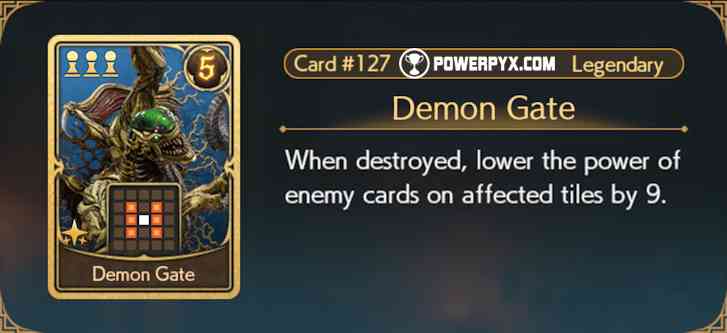 5
Demon Gate
Card #127 POWERPYX.COM Legendary
Demon Gate
When destroyed, lower the power of
enemy cards on affected tiles by 9.